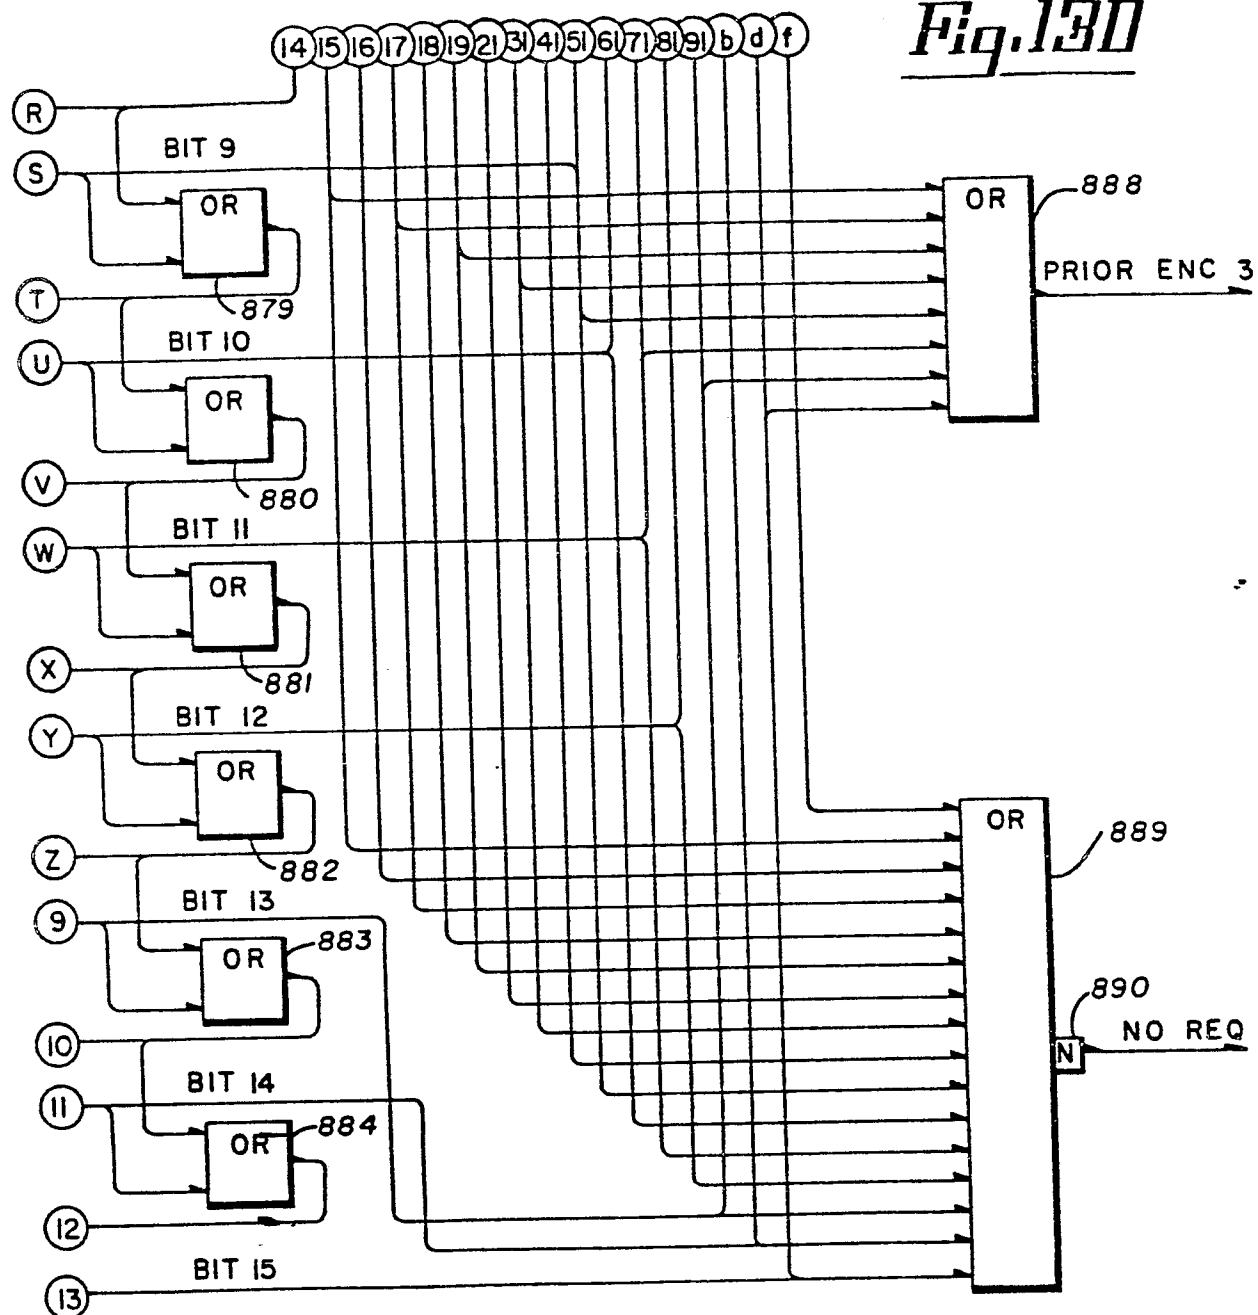 Fig.13D
14 15 16 17 18 19 21 31 41 51 61 71 81 91 b d f
R
BIT 9
S
OR
OR
888
PRIOR ENC 3
T
879
BIT 10
U
OR
V
880
BIT 11
W
OR
X
881
BIT 12
Y
OR
OR
889
Z
882
BIT 13
9
OR
883
890
10
N
NO REQ
BIT 14
11
OR
884
12
BIT 15
13